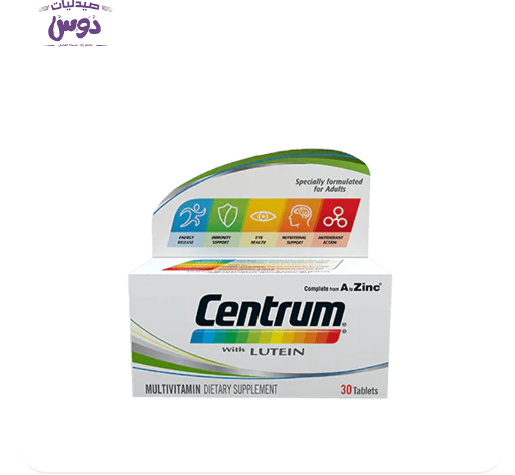 صيدليات
دوس
Specially formulated
for Adults
ENERGY
RELEASE
IMMUNITY
SUPPORT
EYE
HEALTH
NUTRITIONAL
SUPPORT
ANTIOXIDANT
ACTION
Complete from A to Zinc®
Centrum®
with LUTEIN
MULTIVITAMIN DIETARY SUPPLEMENT
30 Tablets